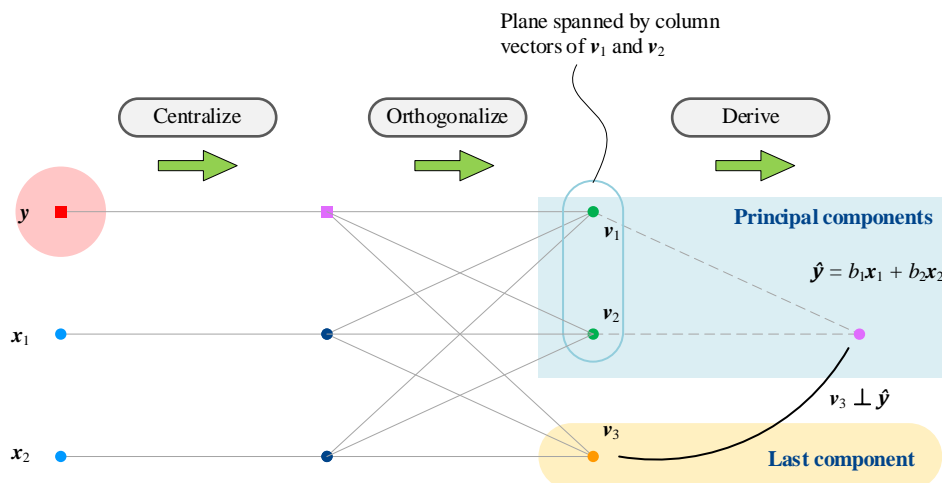 Plane spanned by column
vectors of v₁ and v₂
Centralize
Orthogonalize
Derive
y
Principal components
v₁
ŷ = b₁x₁ + b₂x₂
v₂
x₁
v₃ ⊥ ŷ
v₃
x₂
Last component